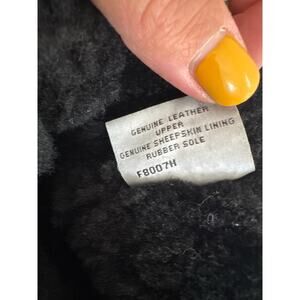 GENUINE LEATHER
UPPER
GENUINE SHEEPSKIN LINING
RUBBER SOLE
F8007H